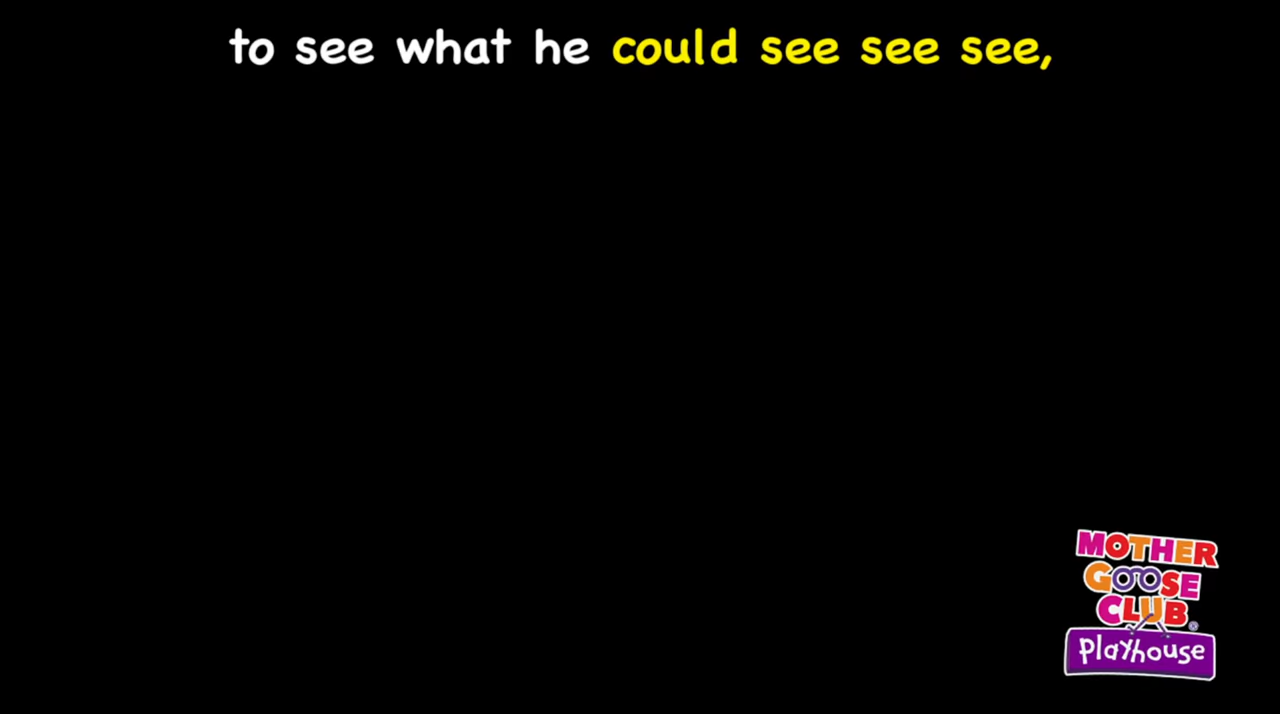 to see what he could see see see,
MOTHER
GOOSE
CLUB®
Playhouse